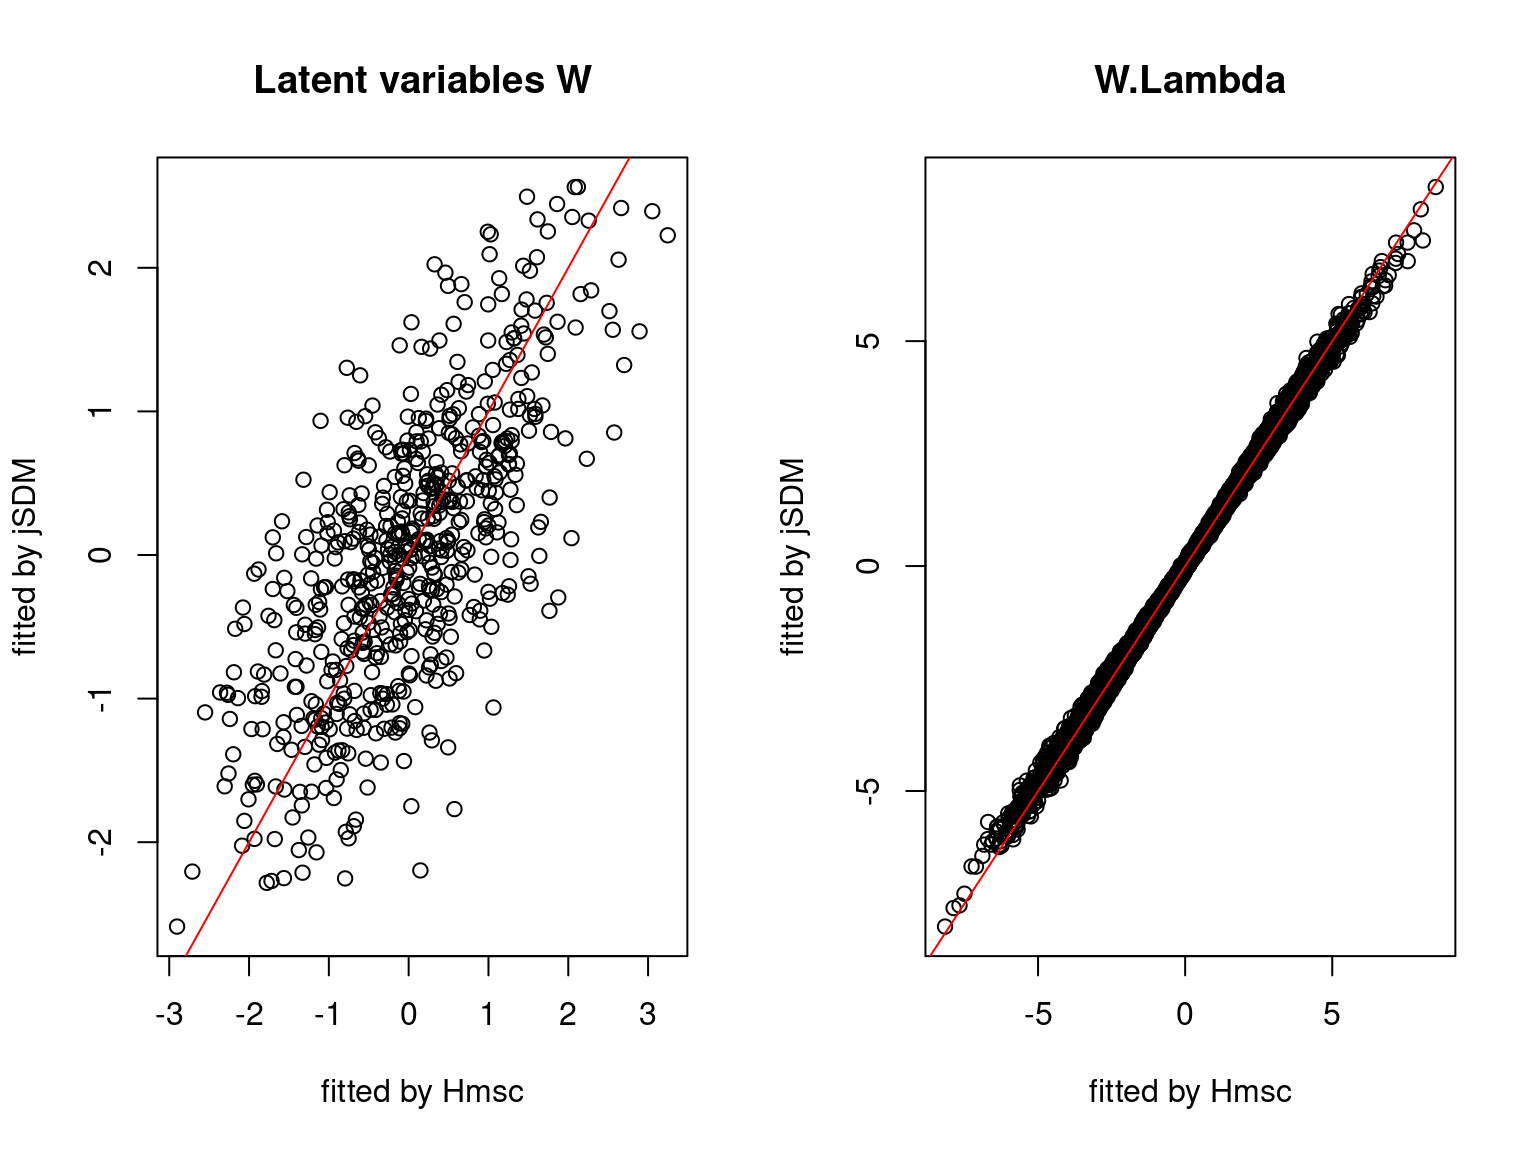 Latent variables W
fitted by jSDM
2
1
0
-1
-2
-3 -2 -1 0 1 2 3
fitted by Hmsc
W.Lambda
fitted by jSDM
5
0
-5
-5 0 5
fitted by Hmsc